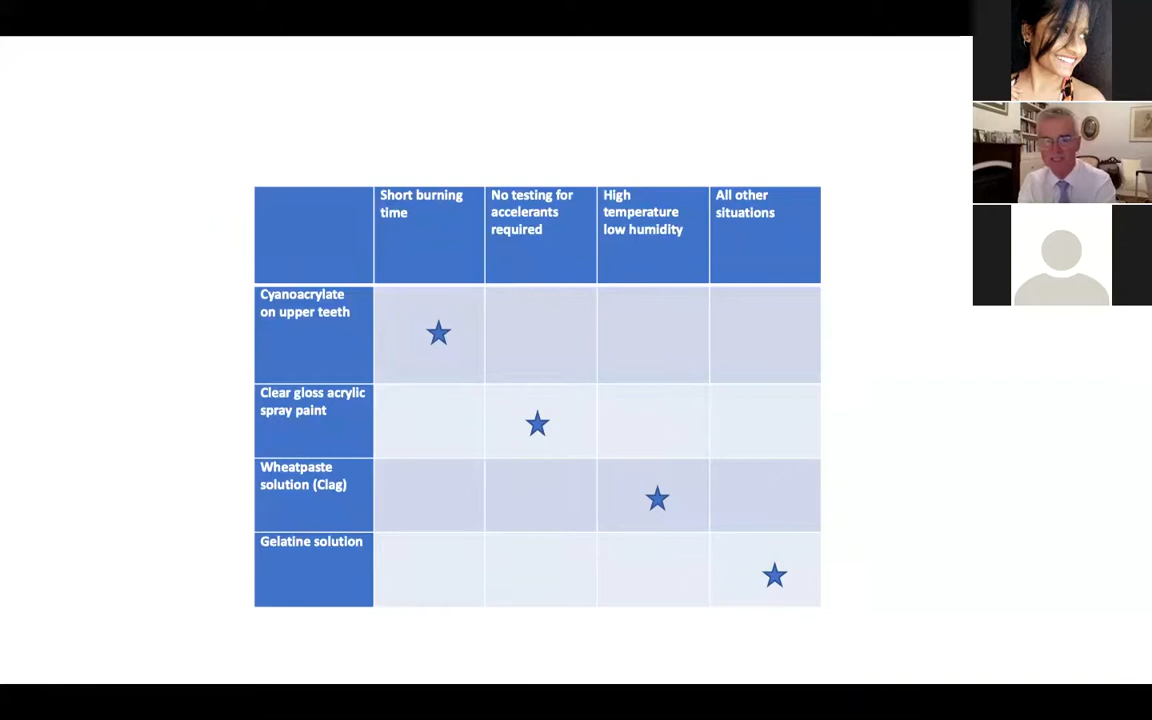 Short burning
time
No testing for
accelerants
required
High
temperature
low humidity
All other
situations
Cyanoacrylate
on upper teeth
Clear gloss acrylic
spray paint
Wheatpaste
solution (Clag)
Gelatine solution